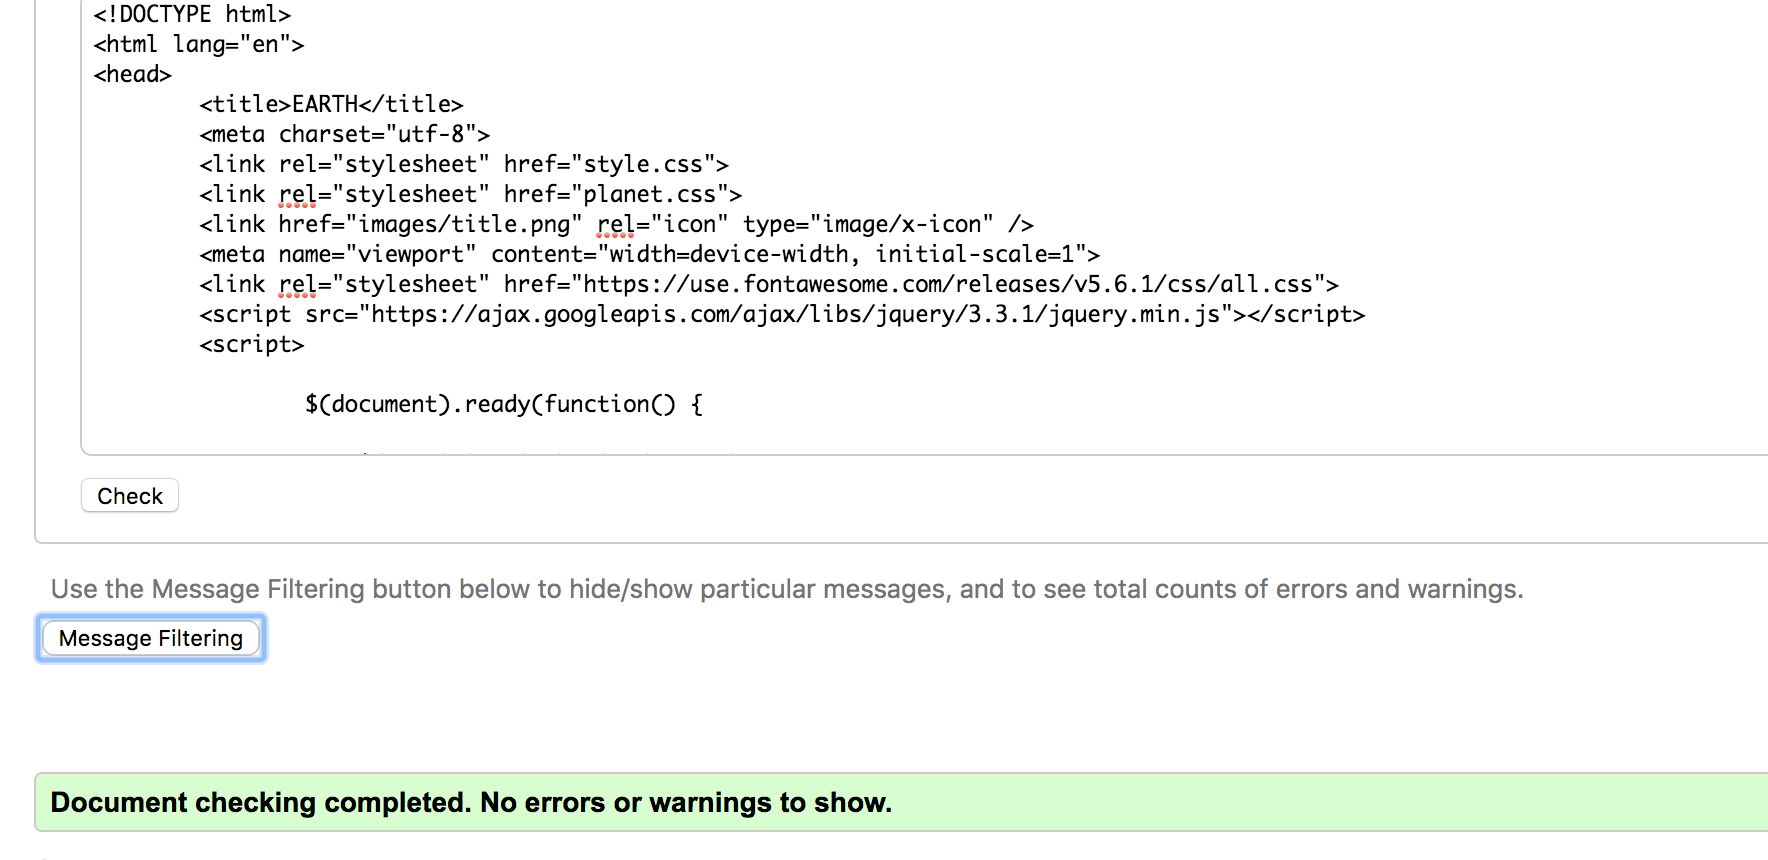 <!DOCTYPE html>
<html lang="en">
<head>
<title>EARTH</title>
<meta charset="utf-8">
<link rel="stylesheet" href="style.css">
<link rel="stylesheet" href="planet.css">
<link href="images/title.png" rel="icon" type="image/x-icon" />
<meta name="viewport" content="width=device-width, initial-scale=1">
<link rel="stylesheet" href="https://use.fontawesome.com/releases/v5.6.1/css/all.css">
<script src="https://ajax.googleapis.com/ajax/libs/jquery/3.3.1/jquery.min.js"></script>
<script>
$(document).ready(function() {
Check
Use the Message Filtering button below to hide/show particular messages, and to see total counts of errors and warnings.
Message Filtering
Document checking completed. No errors or warnings to show.